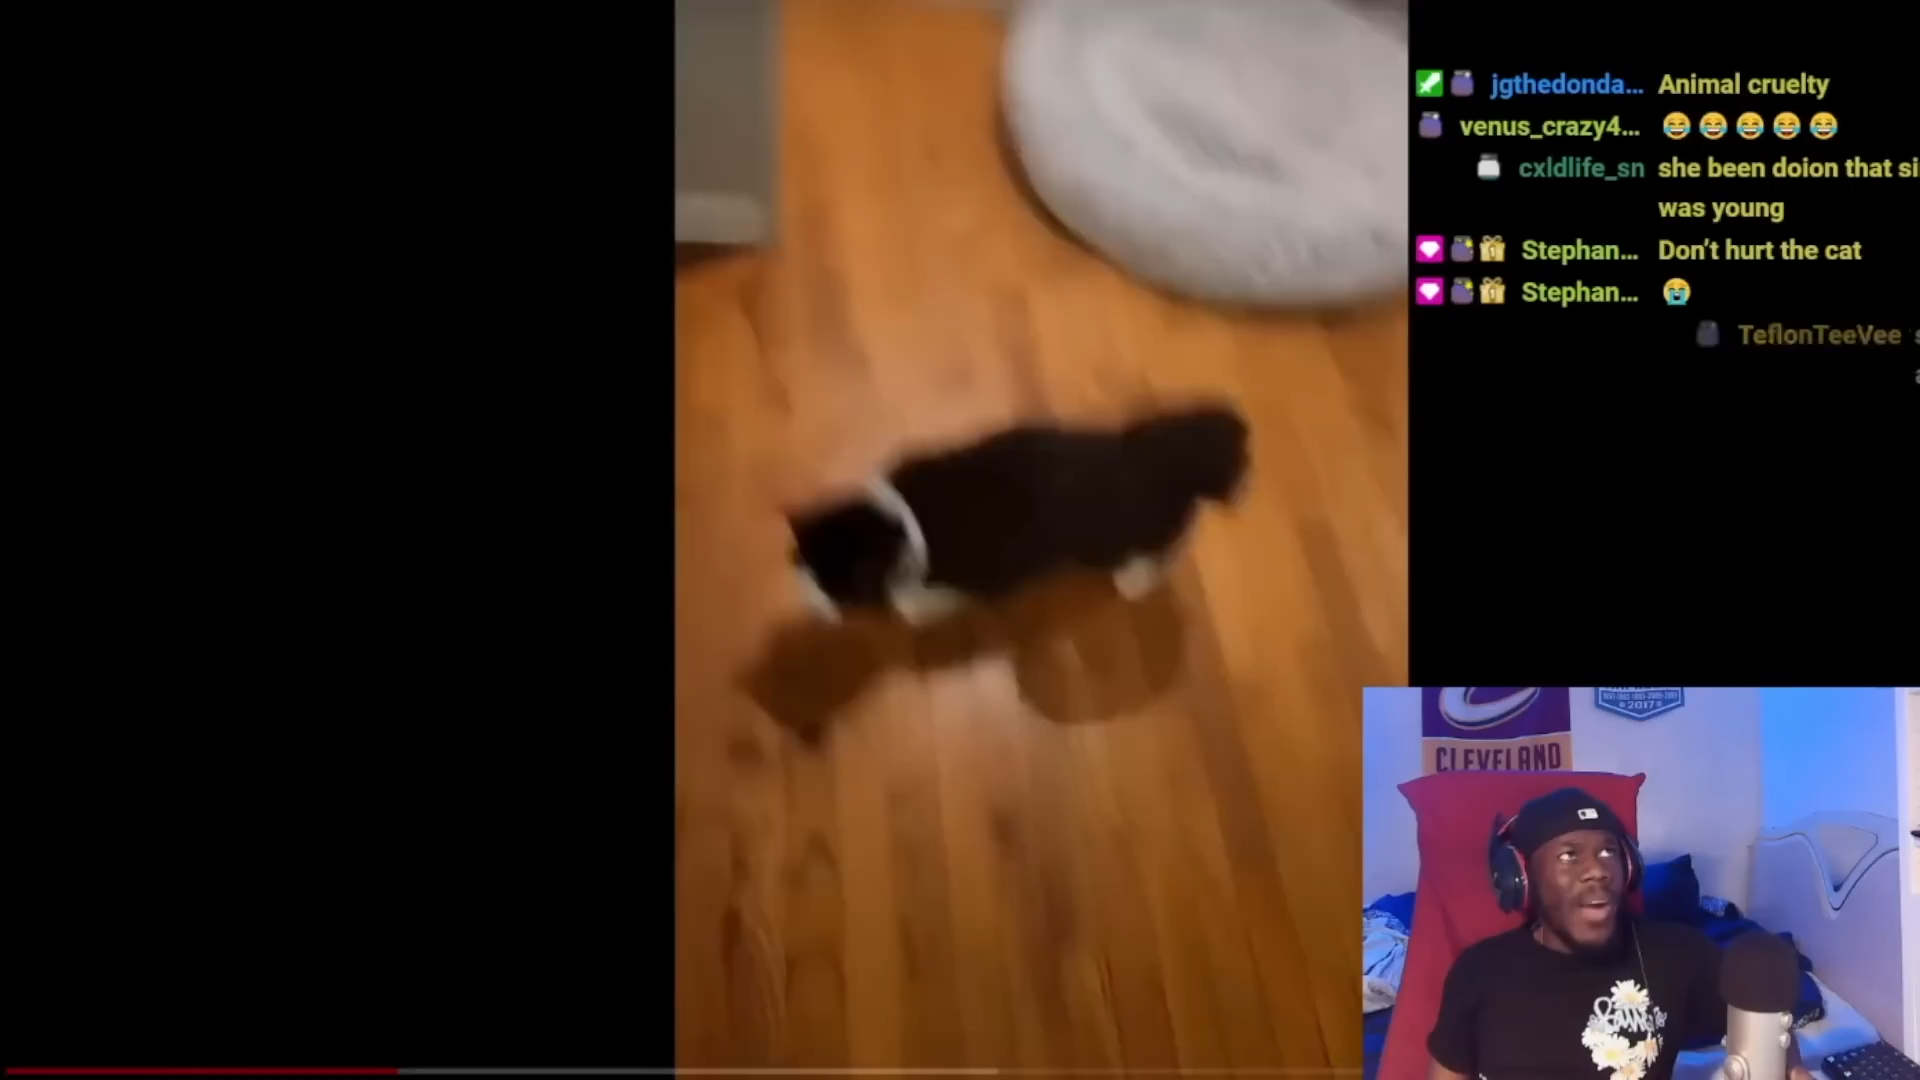 jgthedonda... Animal cruelty
venus_crazy4... 😂😂😂😂😂
cxldlife_sn she been doion that si
was young
Stephan... Don't hurt the cat
Stephan... 😭
TeflonTeeVee
CLEVELAND
2017